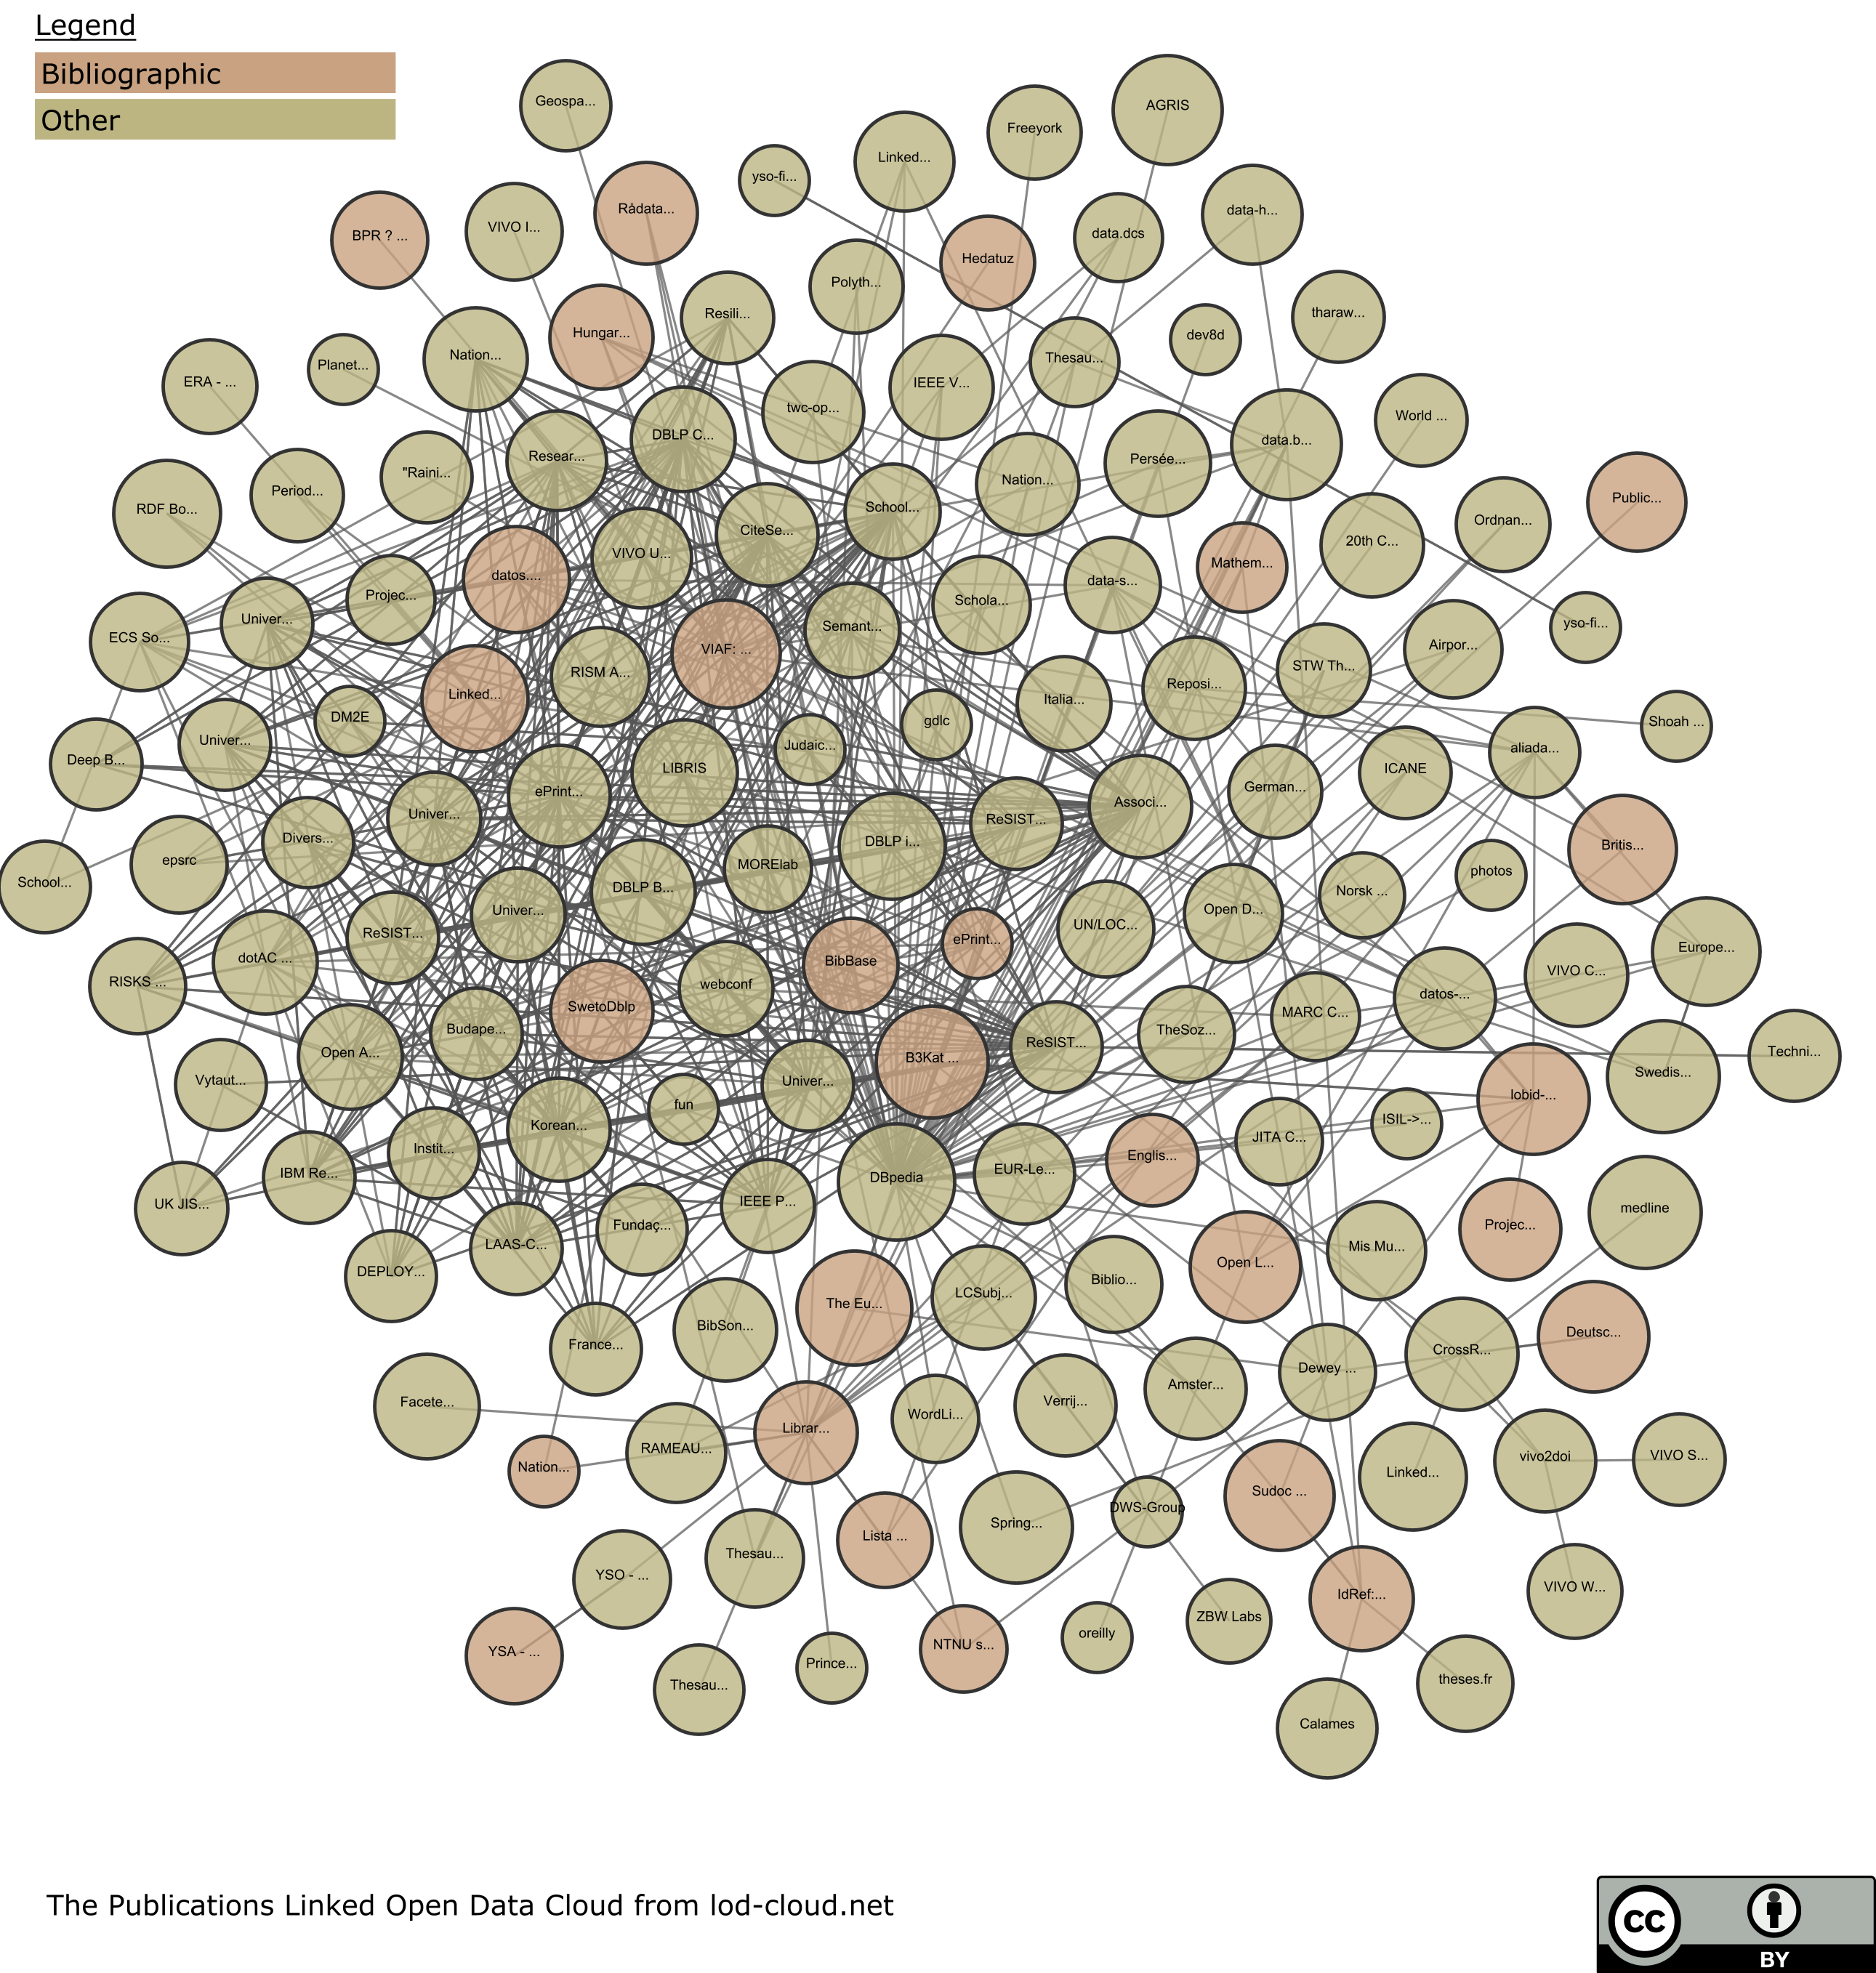 Legend
Bibliographic
Other
Geospa...
AGRIS
Freeyork
Linked...
yso-fi...
Rådata...
data-h...
VIVO I...
BPR ? ...
data.dcs
Hedatuz
Polyth...
Resili...
tharaw...
Hungar...
dev8d
Nation...
Thesau...
Planet...
ERA - ...
IEEE V...
twc-op...
World ...
DBLP C...
data.b...
Resear...
Persée...
"Raini...
Nation...
Period...
Public...
RDF Bo...
School...
Ordnan...
CiteSe...
20th C...
VIVO U...
Mathem...
datos....
data-s...
Projec...
Schola...
Univer...
yso-fi...
Semant...
ECS So...
Airpor...
VIAF: ...
STW Th...
RISM A...
Reposi...
Linked...
Italia...
DM2E
gdlc
Shoah ...
Univer...
Judaic...
aliada...
Deep B...
LIBRIS
ICANE
German...
ePrint...
Associ...
Univer...
ReSIST...
Divers...
DBLP i...
Britis...
epsrc
MORElab
photos
School...
DBLP B...
Norsk ...
Univer...
Open D...
UN/LOC...
ReSIST...
ePrint...
Europe...
dotAC ...
BibBase
VIVO C...
RISKS ...
webconf
datos-...
SwetoDblp
MARC C...
Budape...
TheSoz...
ReSIST...
Open A...
B3Kat ...
Techni...
Swedis...
Vytaut...
Univer...
lobid-...
fun
ISIL->...
Korean...
JITA C...
Instit...
Englis...
EUR-Le...
IBM Re...
DBpedia
UK JIS...
IEEE P...
medline
Fundaç...
Projec...
LAAS-C...
Mis Mu...
Open L...
DEPLOY...
Biblio...
LCSubj...
The Eu...
BibSon...
Deutsc...
France...
CrossR...
Dewey ...
Amster...
Facete...
Verrij...
WordLi...
Librar...
RAMEAU...
vivo2doi
VIVO S...
Nation...
Linked...
Sudoc ...
DWS-Group
Spring...
Lista ...
Thesau...
YSO - ...
VIVO W...
IdRef:...
ZBW Labs
oreilly
NTNU s...
YSA - ...
Prince...
theses.fr
Thesau...
Calames
The Publications Linked Open Data Cloud from lod-cloud.net
cc
BY